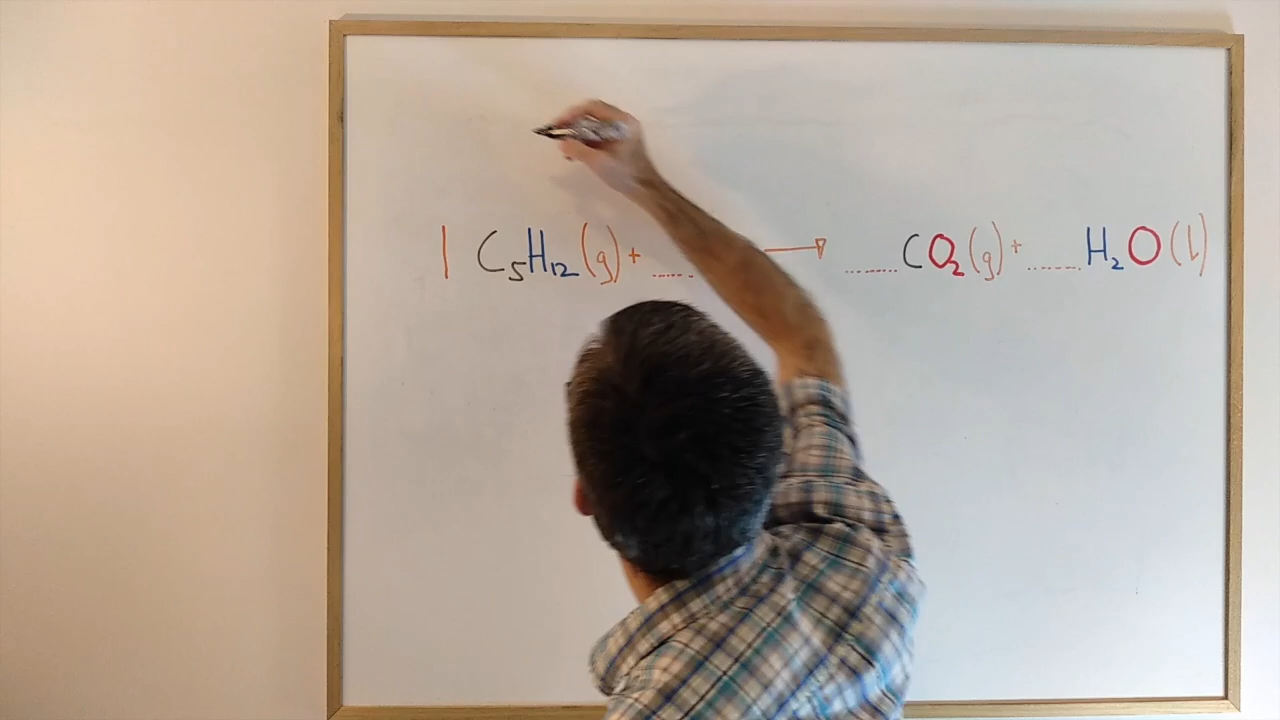 1 C₅H₁₂(g) + ...... → ........ CO₂(g) + ........ H₂O(l)